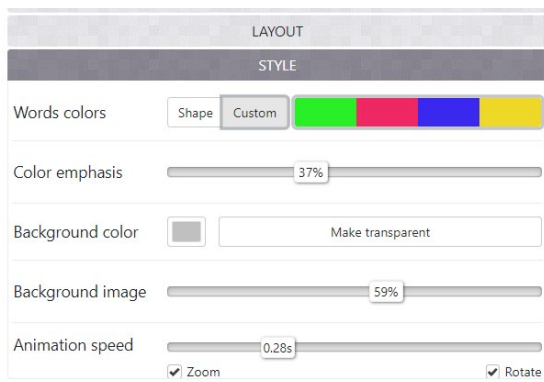 LAYOUT
STYLE
Words colors Shape Custom
Color emphasis 37%
Background color Make transparent
Background image 59%
Animation speed 0.28s
Zoom Rotate